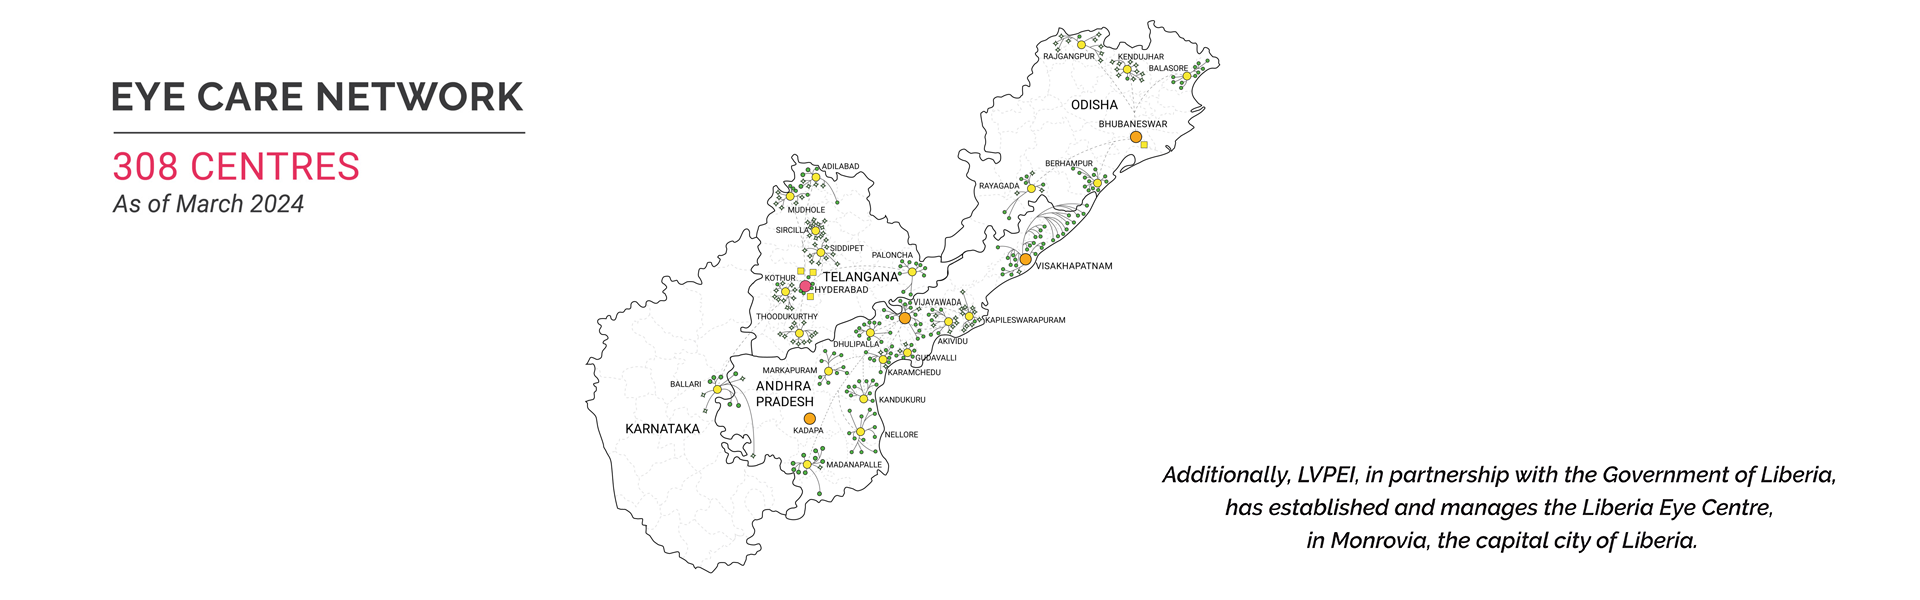 EYE CARE NETWORK
308 CENTRES
As of March 2024
RAJGANGPUR
KENDUJHAR
BALASORE
ODISHA
BHUBANESWAR
BERHAMPUR
RAYAGADA
ADILABAD
MUDHOLE
SIRCILLA
SIDDIPET
PALONCHA
KOTHUR
TELANGANA
HYDERABAD
VISAKHAPATNAM
THOODUKURTHY
VIJAYAWADA
KAPILESWARAPURAM
DHULIPALLA
AKIVIDU
GUDAVALLI
MARKAPURAM
KARAMCHEDU
BALLARI
ANDHRA
PRADESH
KANDUKURU
KARNATAKA
KADAPA
NELLORE
MADANAPALLE
Additionally, LVPEI, in partnership with the Government of Liberia,
has established and manages the Liberia Eye Centre,
in Monrovia, the capital city of Liberia.